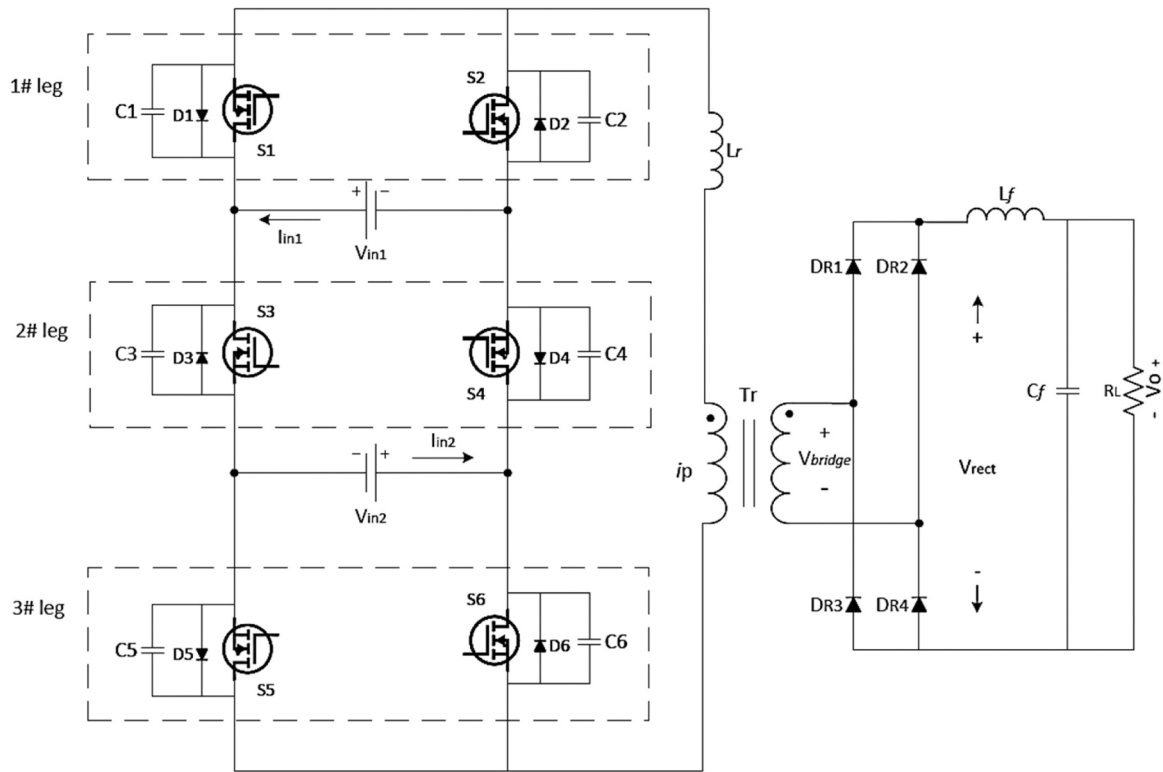 1# leg
C1
D1
S1
S2
D2
C2
Lr
+
-
Iin1
Vin1
2# leg
C3
D3
S3
S4
D4
C4
Iin2
-
+
Vin2
3# leg
C5
D5
S5
S6
D6
C6
Tr
ip
+
Vbridge
-
DR1
DR2
DR3
DR4
Lf
+
Vrect
-
Cf
RL
Vo
+
-